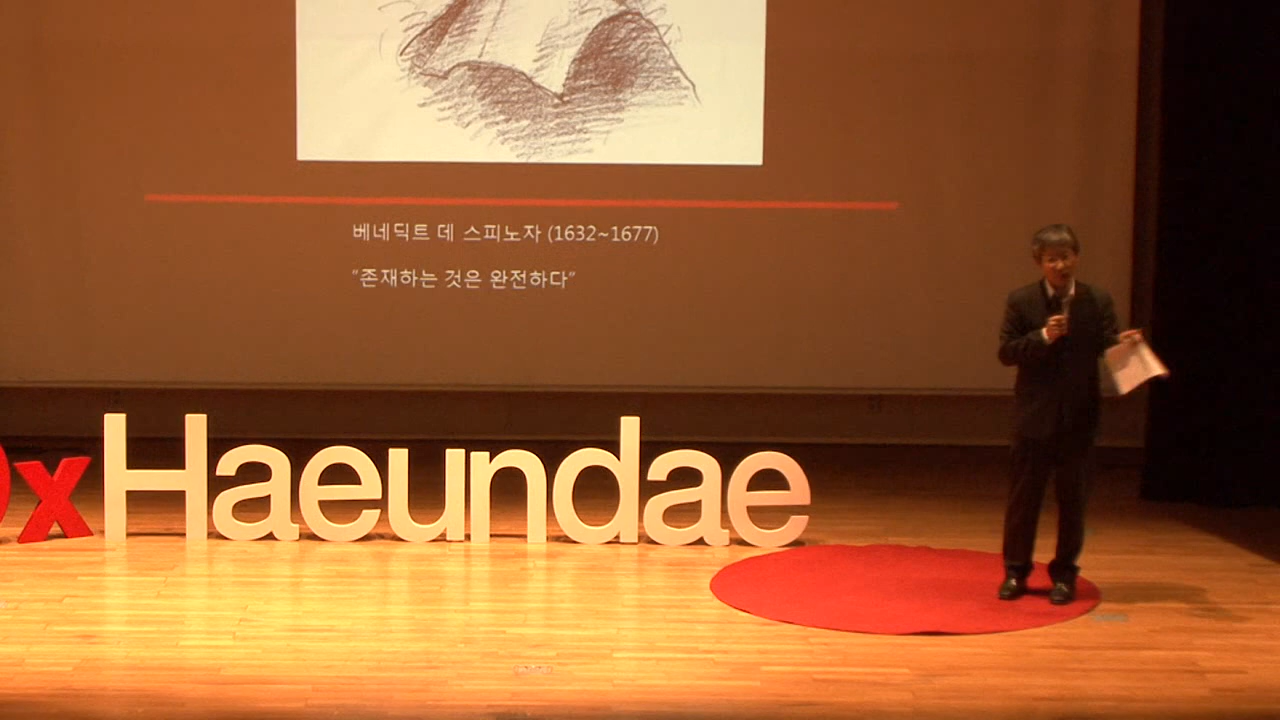 베네딕트 데 스피노자 (1632~1677)
"존재하는 것은 완전하다"
xHaeundae